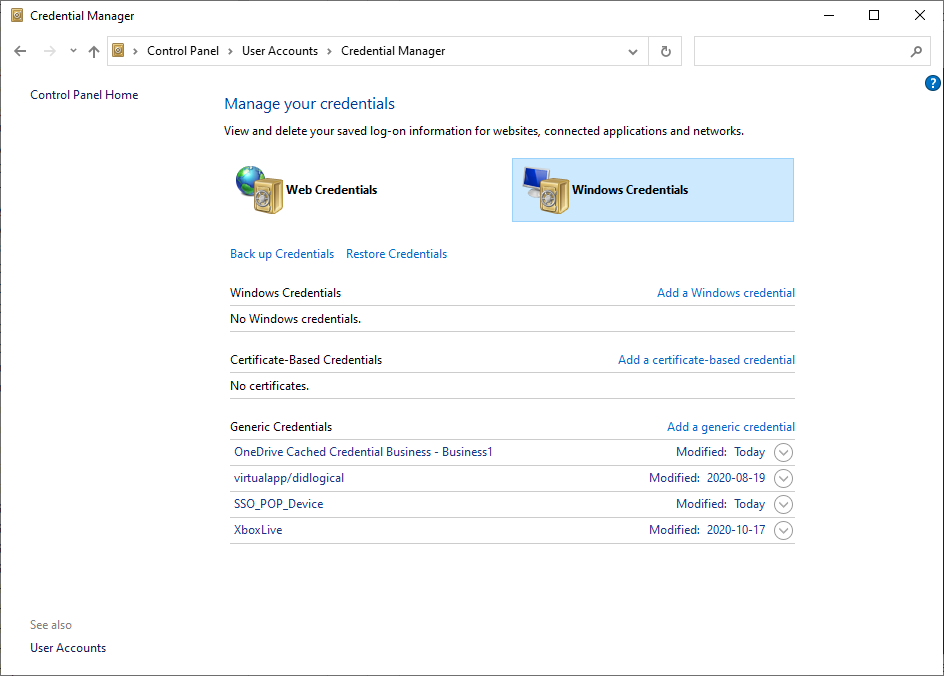 Credential Manager
Control Panel > User Accounts > Credential Manager
Control Panel Home
?
Manage your credentials
View and delete your saved log-on information for websites, connected applications and networks.
Web Credentials
Windows Credentials
Back up Credentials Restore Credentials
Windows Credentials Add a Windows credential
No Windows credentials.
Certificate-Based Credentials Add a certificate-based credential
No certificates.
Generic Credentials Add a generic credential
OneDrive Cached Credential Business - Business1 Modified: Today
virtualapp/didlogical Modified: 2020-08-19
SSO_POP_Device Modified: Today
XboxLive Modified: 2020-10-17
See also
User Accounts